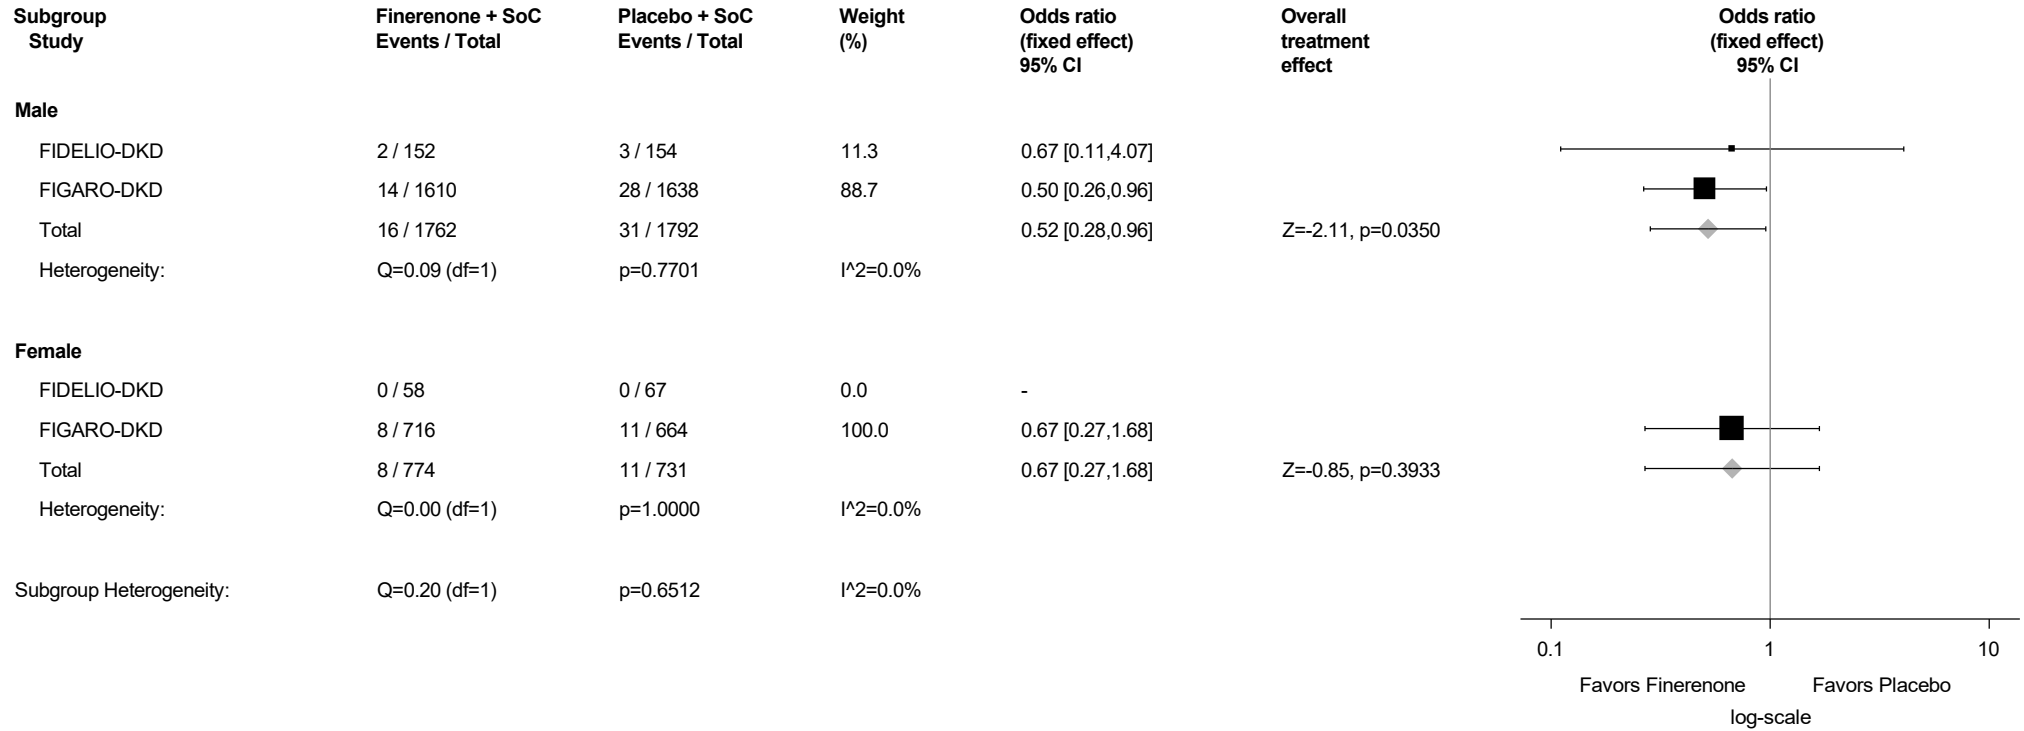 Subgroup Finerenone + SoC Placebo + SoC Weight Odds ratio Overall Odds ratio
Study Events / Total Events / Total (%) (fixed effect) treatment (fixed effect)
95% CI effect 95% CI
Male
FIDELIO-DKD 2 / 152 3 / 154 11.3 0.67 [0.11,4.07]
FIGARO-DKD 14 / 1610 28 / 1638 88.7 0.50 [0.26,0.96]
Total 16 / 1762 31 / 1792 0.52 [0.28,0.96] Z=-2.11, p=0.0350
Heterogeneity: Q=0.09 (df=1) p=0.7701 I^2=0.0%
Female
FIDELIO-DKD 0 / 58 0 / 67 0.0 -
FIGARO-DKD 8 / 716 11 / 664 100.0 0.67 [0.27,1.68]
Total 8 / 774 11 / 731 0.67 [0.27,1.68] Z=-0.85, p=0.3933
Heterogeneity: Q=0.00 (df=1) p=1.0000 I^2=0.0%
Subgroup Heterogeneity: Q=0.20 (df=1) p=0.6512 I^2=0.0%
0.1 1 10
Favors Finerenone Favors Placebo
log-scale